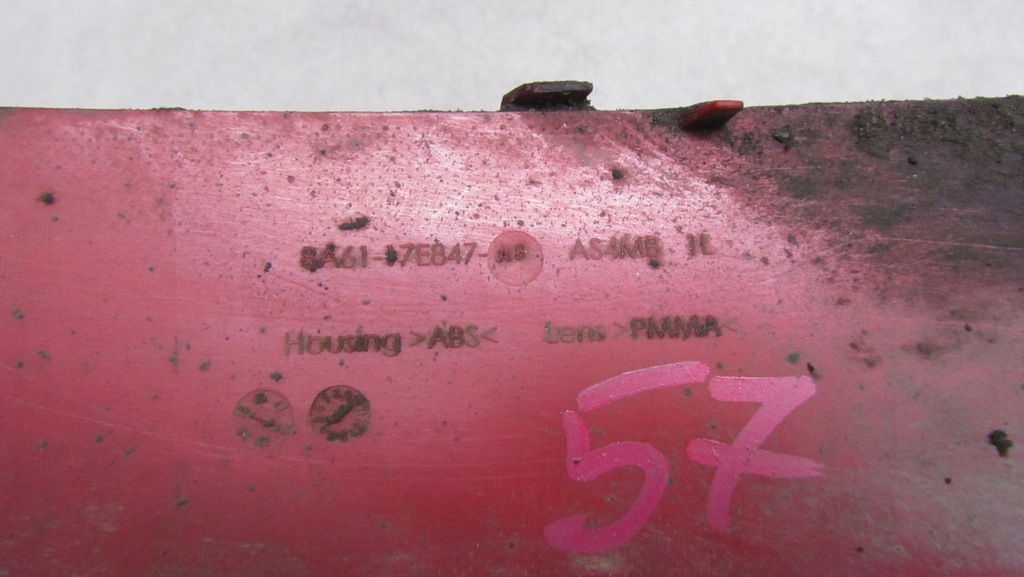 8A61-17E847-AB AS4MB 1L
Housing >ABS< Lens >PMMA<
57